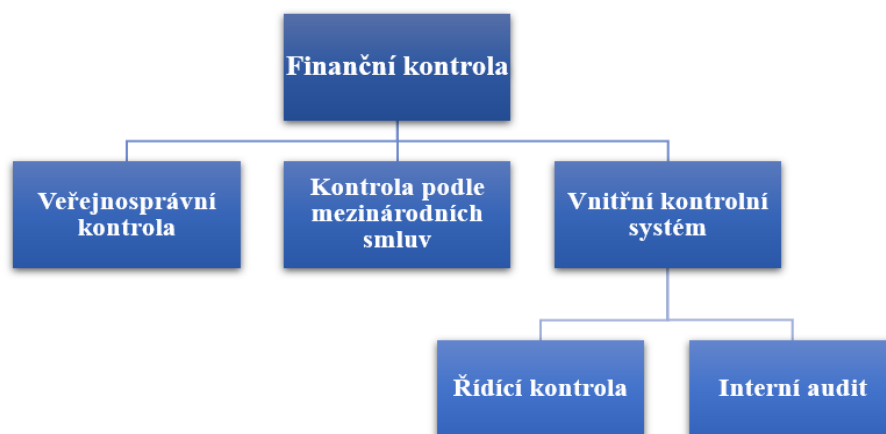 Finanční kontrola
Veřejnosprávní
kontrola
Kontrola podle
mezinárodních
smluv
Vnitřní kontrolní
systém
Řídící kontrola
Interní audit